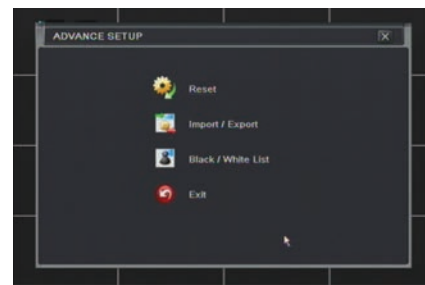 ADVANCE SETUP
Reset
Import / Export
Black / White List
Exit